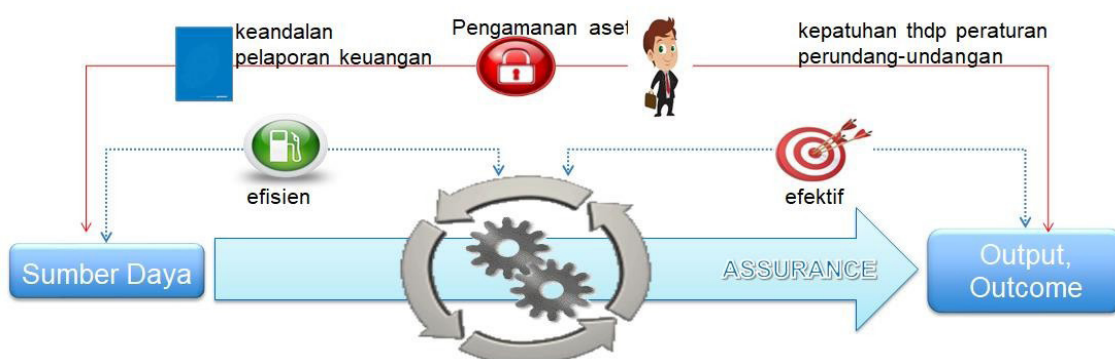 keandalan
pelaporan keuangan
Pengamanan aset
kepatuhan thdp peraturan
perundang-undangan
efisien
efektif
Sumber Daya
ASSURANCE
Output,
Outcome